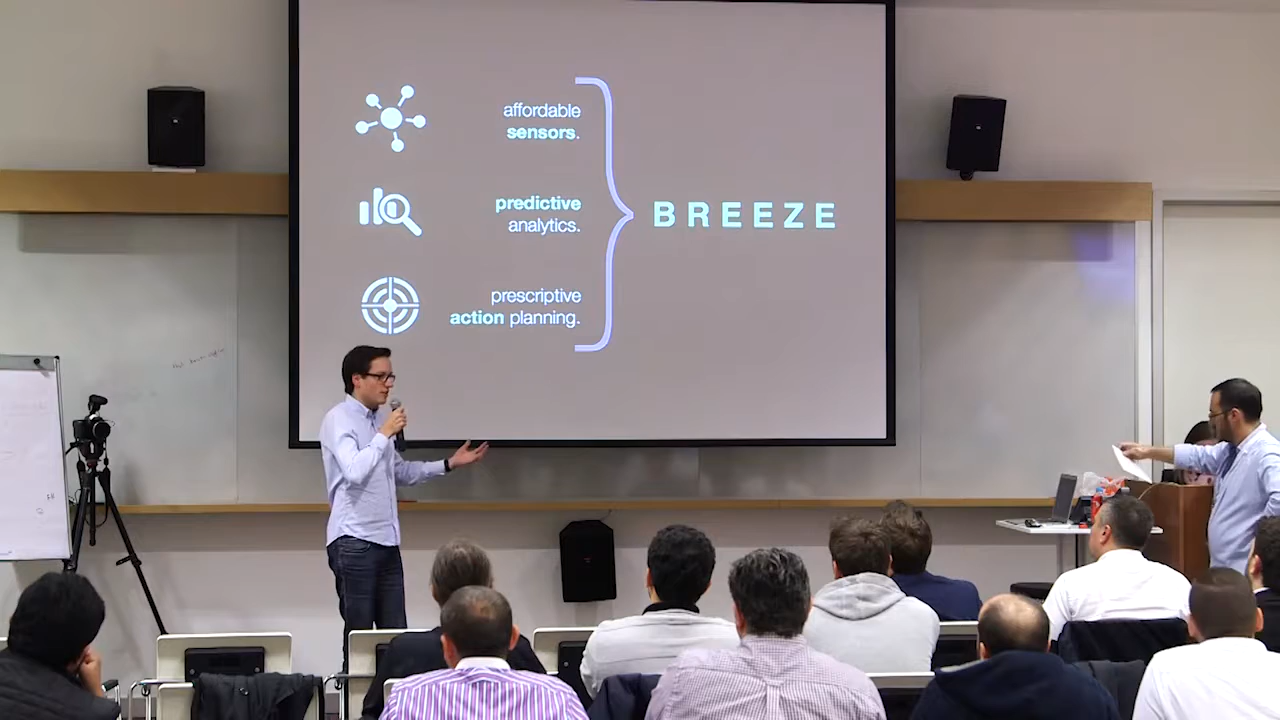 affordable
sensors.
predictive
analytics.
prescriptive
action planning.
BREEZE